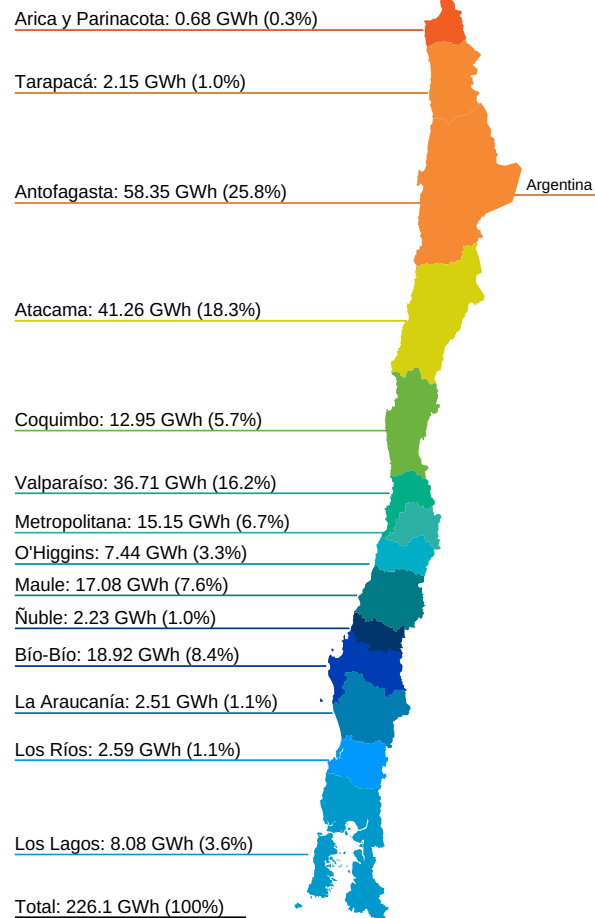 Arica y Parinacota: 0.68 GWh (0.3%)
Tarapacá: 2.15 GWh (1.0%)
Antofagasta: 58.35 GWh (25.8%)
Argentina
Atacama: 41.26 GWh (18.3%)
Coquimbo: 12.95 GWh (5.7%)
Valparaíso: 36.71 GWh (16.2%)
Metropolitana: 15.15 GWh (6.7%)
O'Higgins: 7.44 GWh (3.3%)
Maule: 17.08 GWh (7.6%)
Ñuble: 2.23 GWh (1.0%)
Bío-Bío: 18.92 GWh (8.4%)
La Araucanía: 2.51 GWh (1.1%)
Los Ríos: 2.59 GWh (1.1%)
Los Lagos: 8.08 GWh (3.6%)
Total: 226.1 GWh (100%)